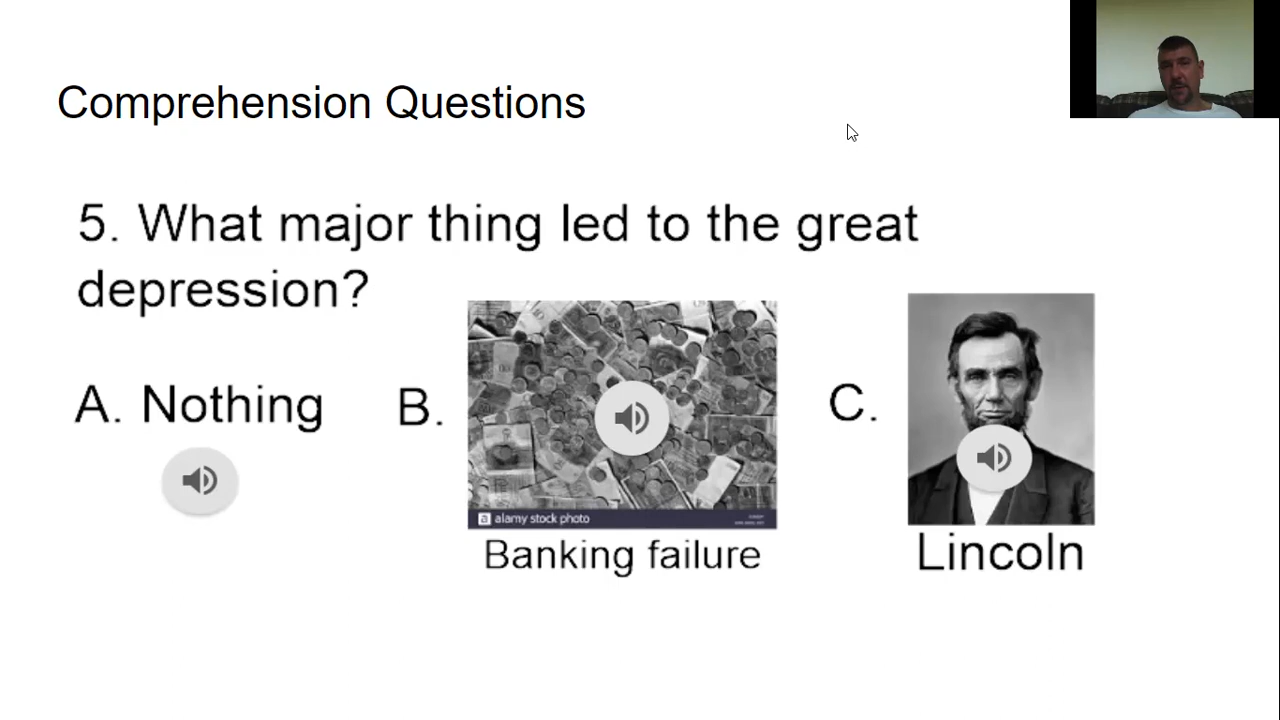 Comprehension Questions
5. What major thing led to the great
depression?
A. Nothing
B.
C.
a alamy stock photo
Banking failure
Lincoln